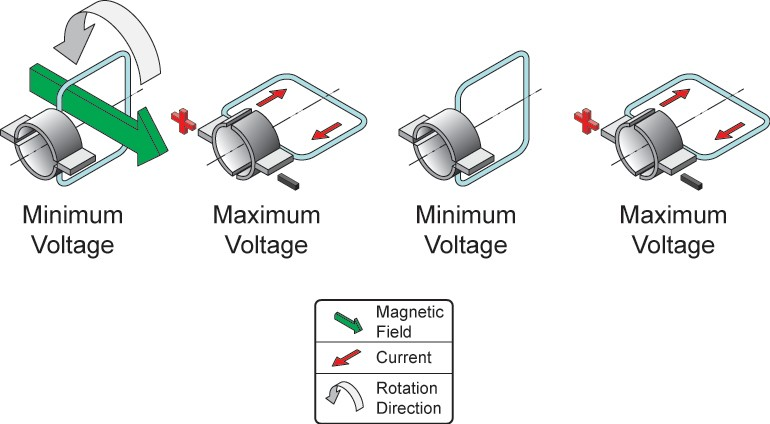 Minimum
Voltage
Maximum
Voltage
Minimum
Voltage
Maximum
Voltage
Magnetic
Field
Current
Rotation
Direction